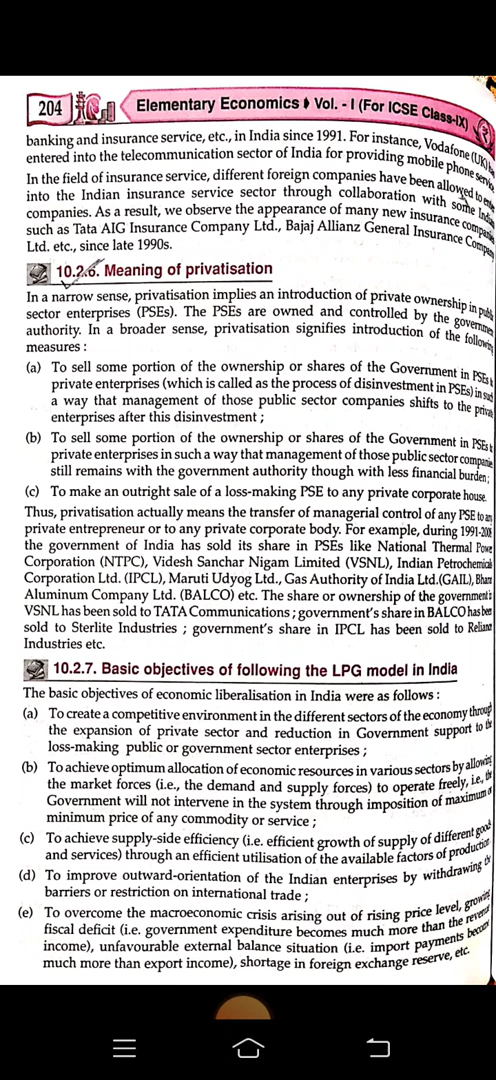 204
Elementary Economics Vol. - I (For ICSE Class-IX)
banking and insurance service, etc., in India since 1991. For instance, Vodafone (UK)
entered into the telecommunication sector of India for providing mobile phone
In the field of insurance service, different foreign companies have been allowed to
into the Indian insurance service sector through collaboration with some
companies. As a result, we observe the appearance of many new insurance
such as Tata AIG Insurance Company Ltd., Bajaj Allianz General Insurance Company
Ltd. etc., since late 1990s.
10.2.6. Meaning of privatisation
In a narrow sense, privatisation implies an introduction of private ownership in
sector enterprises (PSEs). The PSEs are owned and controlled by the
authority. In a broader sense, privatisation signifies introduction of the following
measures :
(a) To sell some portion of the ownership or shares of the Government in PSEs
private enterprises (which is called as the process of disinvestment in PSEs) in
a way that management of those public sector companies shifts to the
enterprises after this disinvestment ;
(b) To sell some portion of the ownership or shares of the Government in PSEs
private enterprises in such a way that management of those public sector
still remains with the government authority though with less financial burden;
(c) To make an outright sale of a loss-making PSE to any private corporate house.
Thus, privatisation actually means the transfer of managerial control of any PSE to
private entrepreneur or to any private corporate body. For example, during
the government of India has sold its share in PSEs like National Thermal
Corporation (NTPC), Videsh Sanchar Nigam Limited (VSNL), Indian
Corporation Ltd. (IPCL), Maruti Udyog Ltd., Gas Authority of India Ltd.(GAIL),
Aluminum Company Ltd. (BALCO) etc. The share or ownership of the
VSNL has been sold to TATA Communications ; government's share in BALCO has
sold to Sterlite Industries ; government's share in IPCL has been sold to
Industries etc.
10.2.7. Basic objectives of following the LPG model in India
The basic objectives of economic liberalisation in India were as follows :
(a) To create a competitive environment in the different sectors of the economy
the expansion of private sector and reduction in Government support to
loss-making public or government sector enterprises ;
(b) To achieve optimum allocation of economic resources in various sectors by allowing
the market forces (i.e., the demand and supply forces) to operate freely, i.e., the
Government will not intervene in the system through imposition of maximum or
minimum price of any commodity or service ;
(c) To achieve supply-side efficiency (i.e. efficient growth of supply of different goods
and services) through an efficient utilisation of the available factors of production
(d) To improve outward-orientation of the Indian enterprises by withdrawing
barriers or restriction on international trade ;
(e) To overcome the macroeconomic crisis arising out of rising price level, growing
fiscal deficit (i.e. government expenditure becomes much more than the
income), unfavourable external balance situation (i.e. import payments
much more than export income), shortage in foreign exchange reserve, etc.